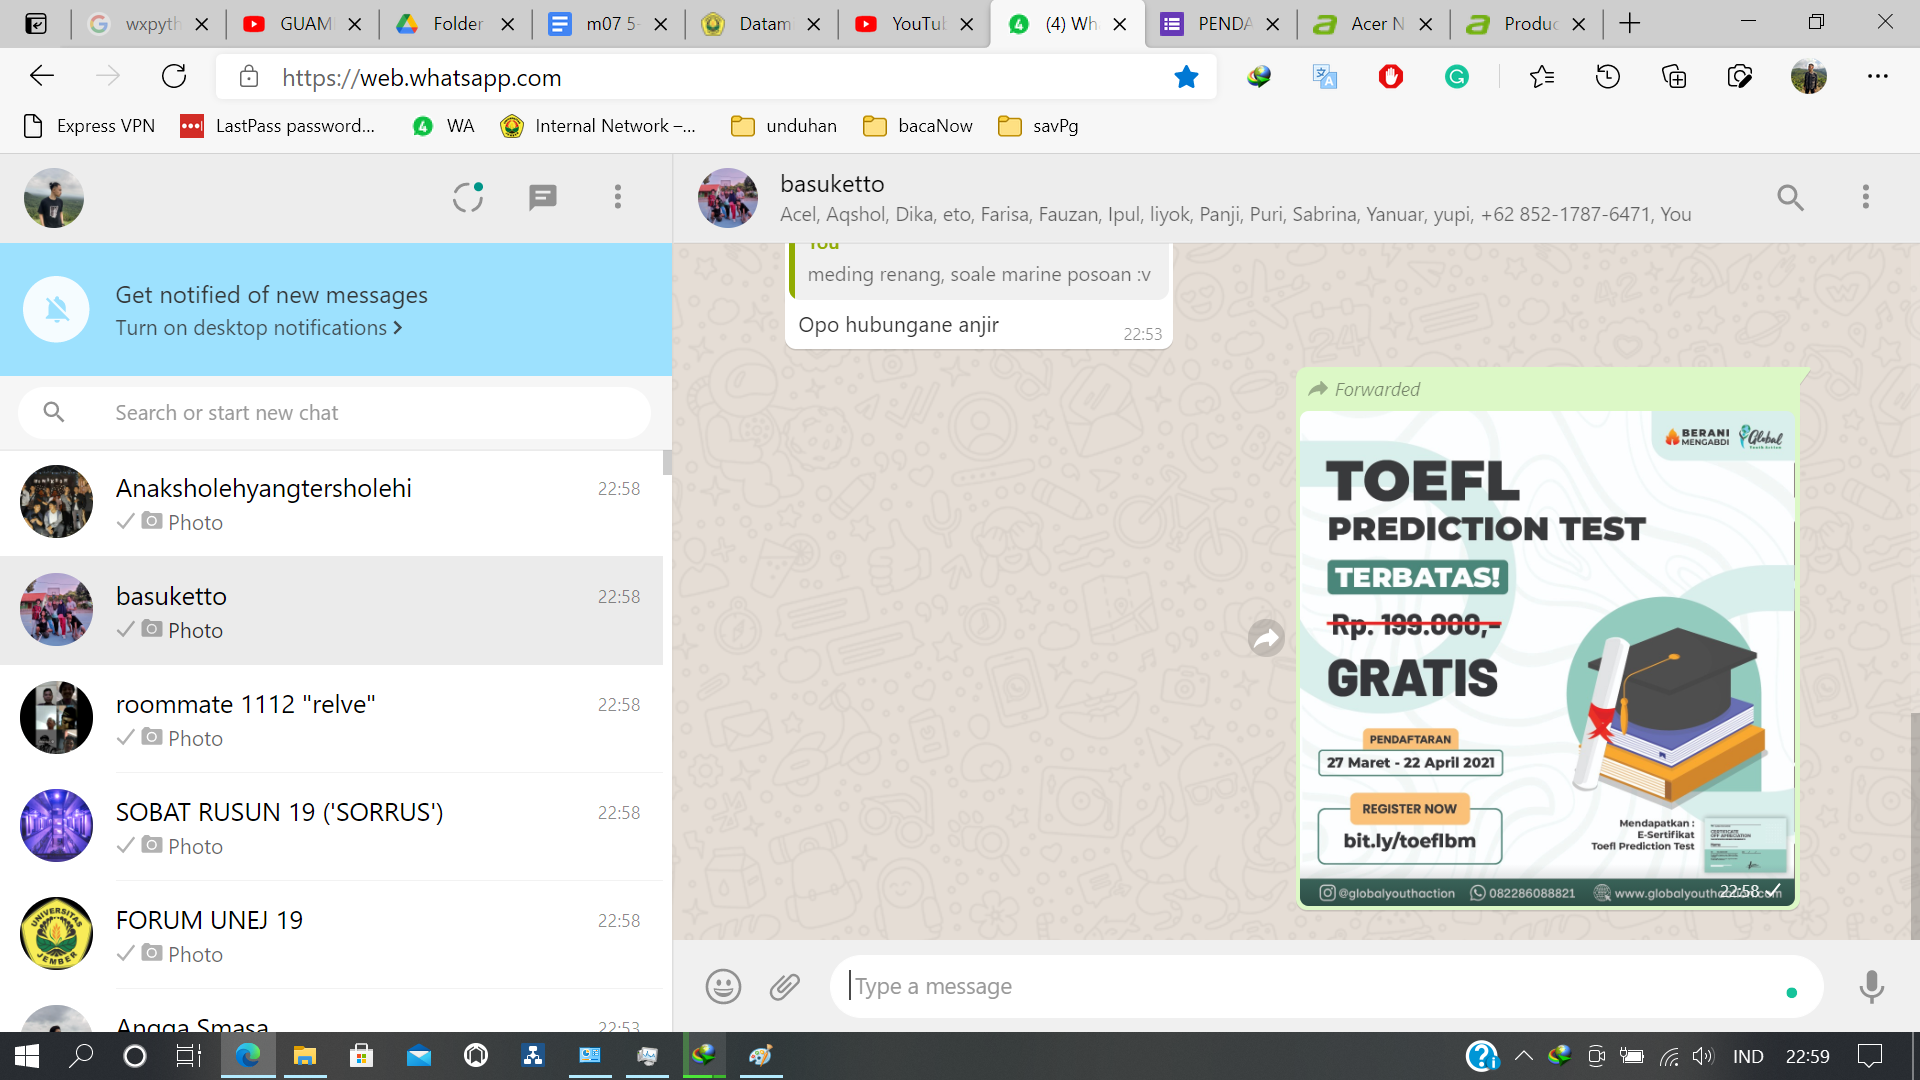 wxpyth
GUAM
Folder
m07 5-
Datam
YouTub
(4) Wh
PENDA
Acer N
Produc
https://web.whatsapp.com
Express VPN
LastPass password...
WA
Internal Network –...
unduhan
bacaNow
savPg
basuketto
Acel, Aqshol, Dika, eto, Farisa, Fauzan, Ipul, liyok, Panji, Puri, Sabrina, Yanuar, yupi, +62 852-1787-6471, You
Get notified of new messages
Turn on desktop notifications >
Search or start new chat
Anaksholehyangtersholehi 22:58
Photo
basuketto 22:58
Photo
roommate 1112 "relve" 22:58
Photo
SOBAT RUSUN 19 ('SORRUS') 22:58
Photo
FORUM UNEJ 19 22:58
Photo
Angga Smasa 22:53
You
meding renang, soale marine posoan :v
Opo hubungane anjir
22:53
Forwarded
BERANI
MENGABDI
Global
TOEFL
PREDICTION TEST
TERBATAS!
Rp. 199.000,-
GRATIS
PENDAFTARAN
27 Maret - 22 April 2021
REGISTER NOW
bit.ly/toeflbm
Mendapatkan :
E-Sertifikat
Toefl Prediction Test
@globalyouthaction 082286088821 www.globalyouthaction.com
22:58
Type a message
IND 22:59